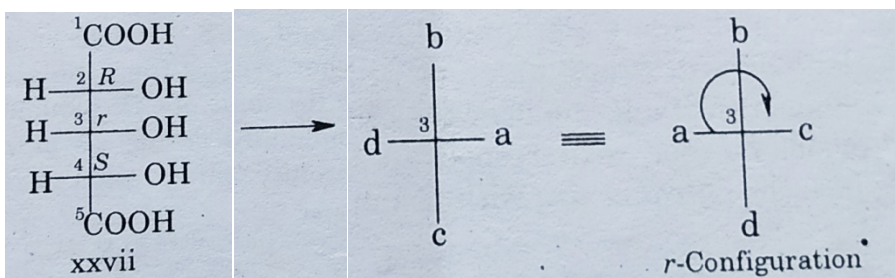 ¹COOH
H 2 R OH
H 3 r OH
H 4 S OH
⁵COOH
xxvii
b
d 3 a
c
b
a 3 c
d
r-Configuration